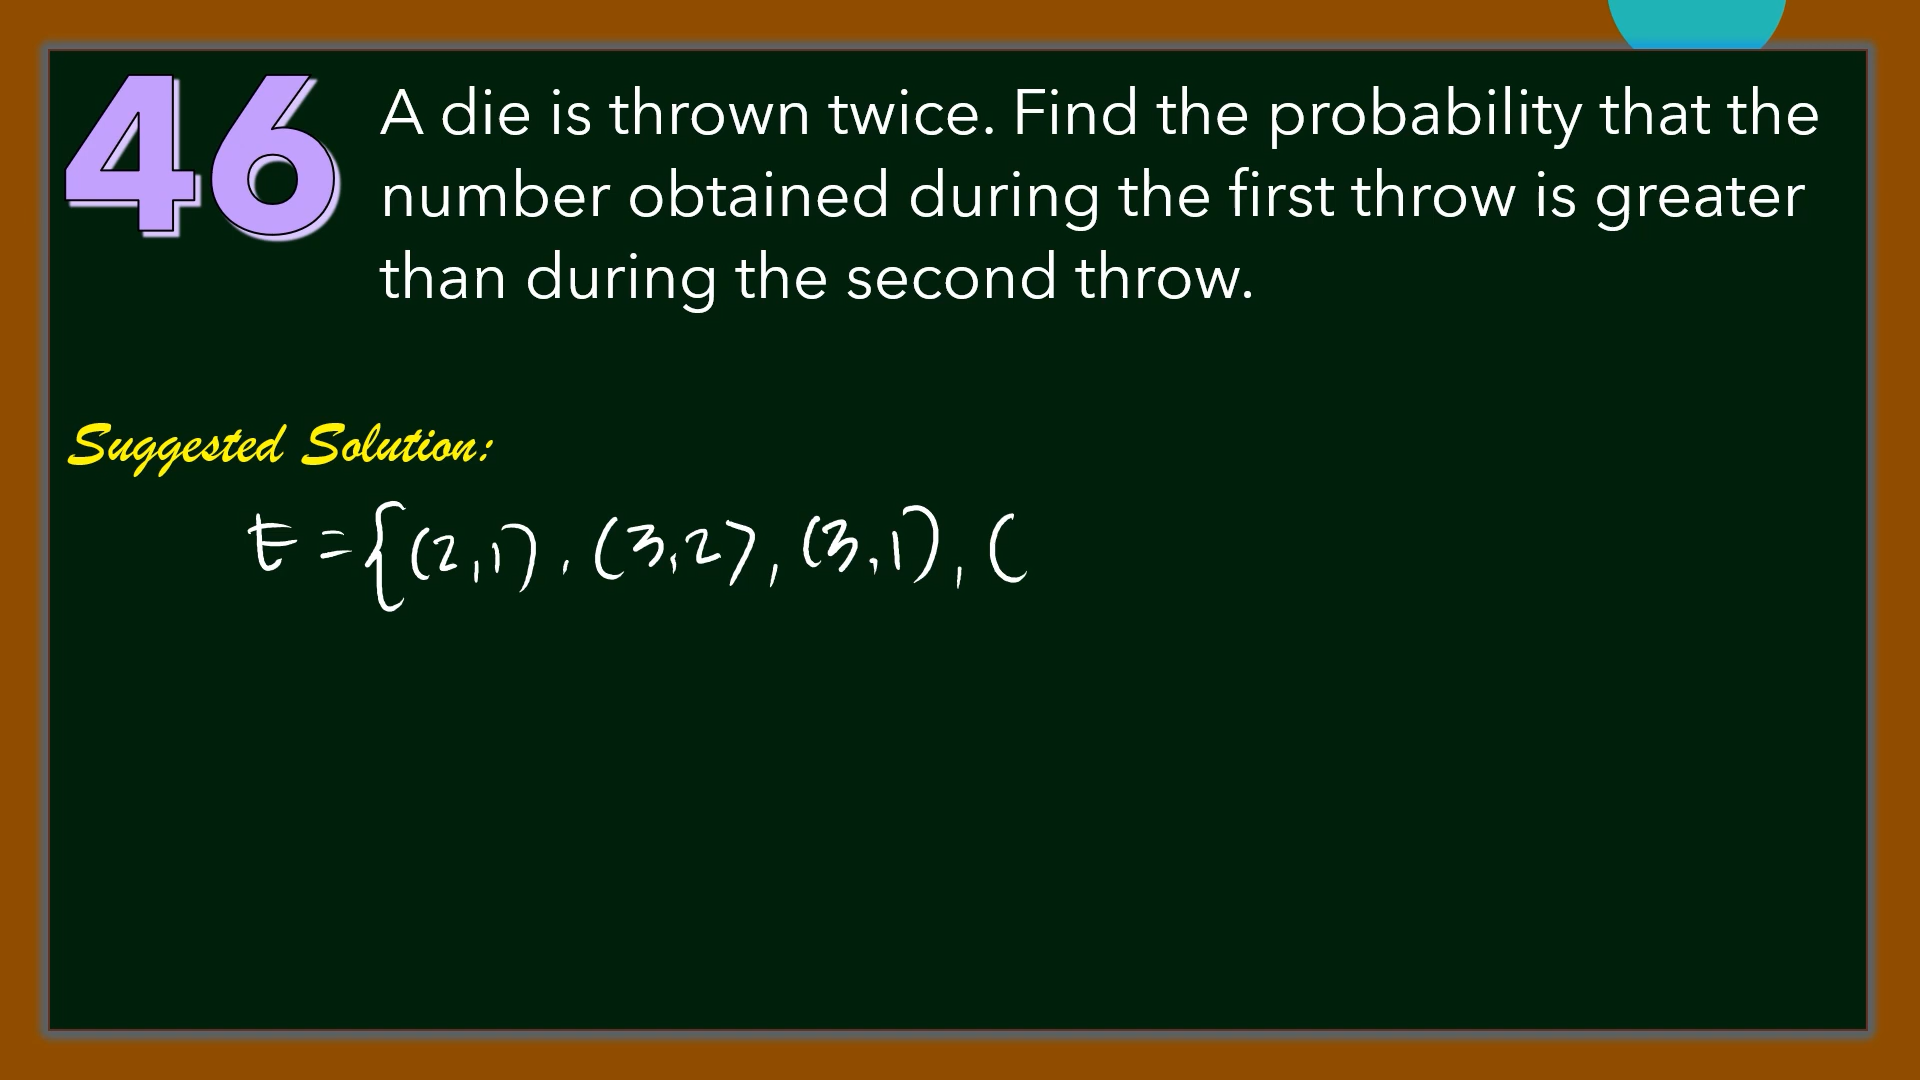 46
A die is thrown twice. Find the probability that the
number obtained during the first throw is greater
than during the second throw.
Suggested Solution:
E = {(2,1), (3,2), (3,1), (